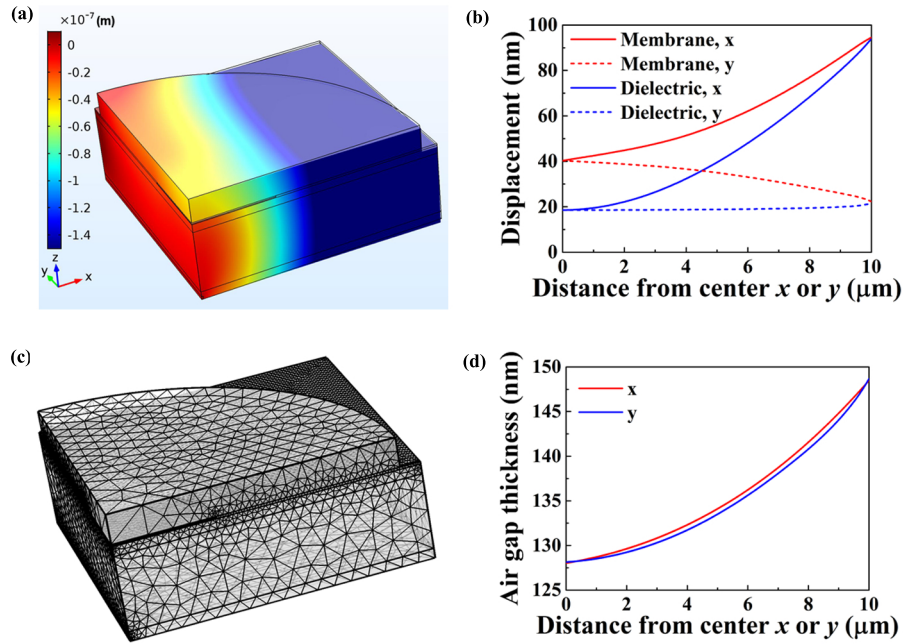 (a)
×10⁻⁷ (m)
0
-0.2
-0.4
-0.6
-0.8
-1
-1.2
-1.4
z
y
x
(b)
Displacement (nm)
100
80
60
40
20
0
Membrane, x
Membrane, y
Dielectric, x
Dielectric, y
0 2 4 6 8 10
Distance from center x or y (μm)
(c)
(d)
Air gap thickness (nm)
150
145
140
135
130
125
x
y
0 2 4 6 8 10
Distance from center x or y (μm)